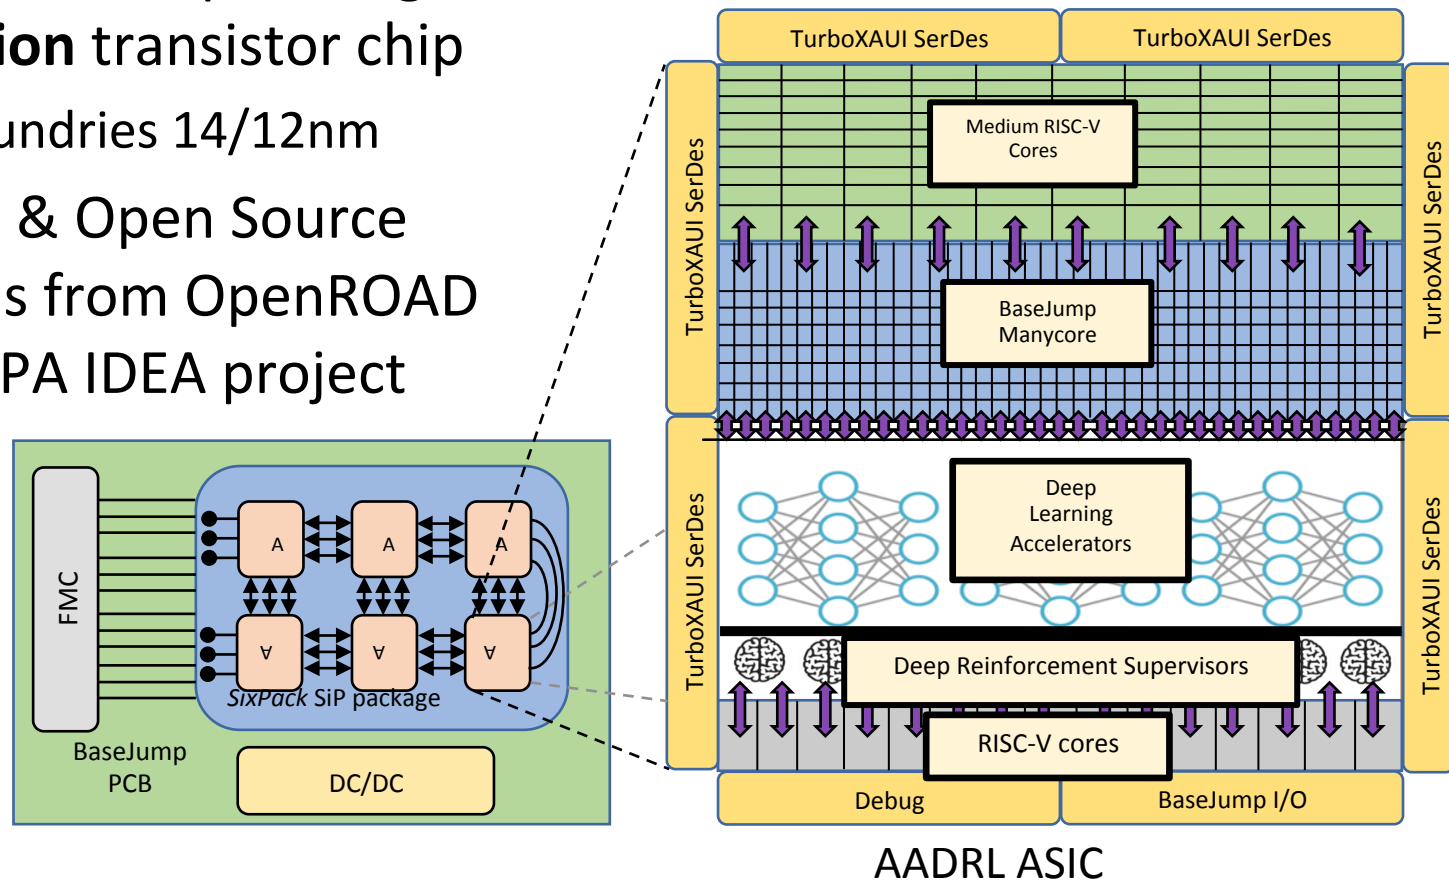 ion transistor chip
undries 14/12nm
& Open Source
s from OpenROAD
PA IDEA project
FMC
A
A
A
∀
∀
∀
SixPack SiP package
BaseJump
PCB
DC/DC
TurboXAUI SerDes
TurboXAUI SerDes
TurboXAUI SerDes
TurboXAUI SerDes
Medium RISC-V
Cores
BaseJump
Manycore
TurboXAUI SerDes
TurboXAUI SerDes
Deep
Learning
Accelerators
Deep Reinforcement Supervisors
RISC-V cores
Debug
BaseJump I/O
AADRL ASIC